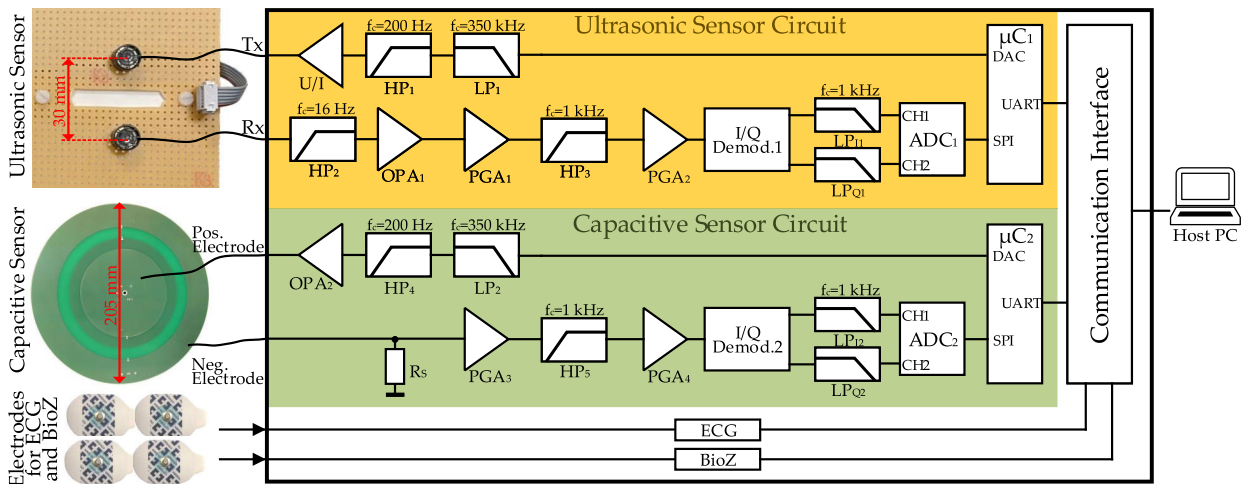 Ultrasonic Sensor
30 mm
Tx
Rx
Ultrasonic Sensor Circuit
fc=200 Hz
fc=350 kHz
U/I
HP1
LP1
µC1
DAC
UART
SPI
fc=16 Hz
HP2
OPA1
PGA1
fc=1 kHz
HP3
PGA2
I/Q
Demod.1
fc=1 kHz
LPI1
LPQ1
CH1
ADC1
CH2
Capacitive Sensor
205 mm
Pos.
Electrode
Neg.
Electrode
Capacitive Sensor Circuit
OPA2
fc=200 Hz
HP4
fc=350 kHz
LP2
µC2
DAC
UART
SPI
RS
PGA3
fc=1 kHz
HP5
PGA4
I/Q
Demod.2
fc=1 kHz
LPI2
LPQ2
CH1
ADC2
CH2
Electrodes
for ECG
and BioZ
ECG
BioZ
Communication Interface
Host PC